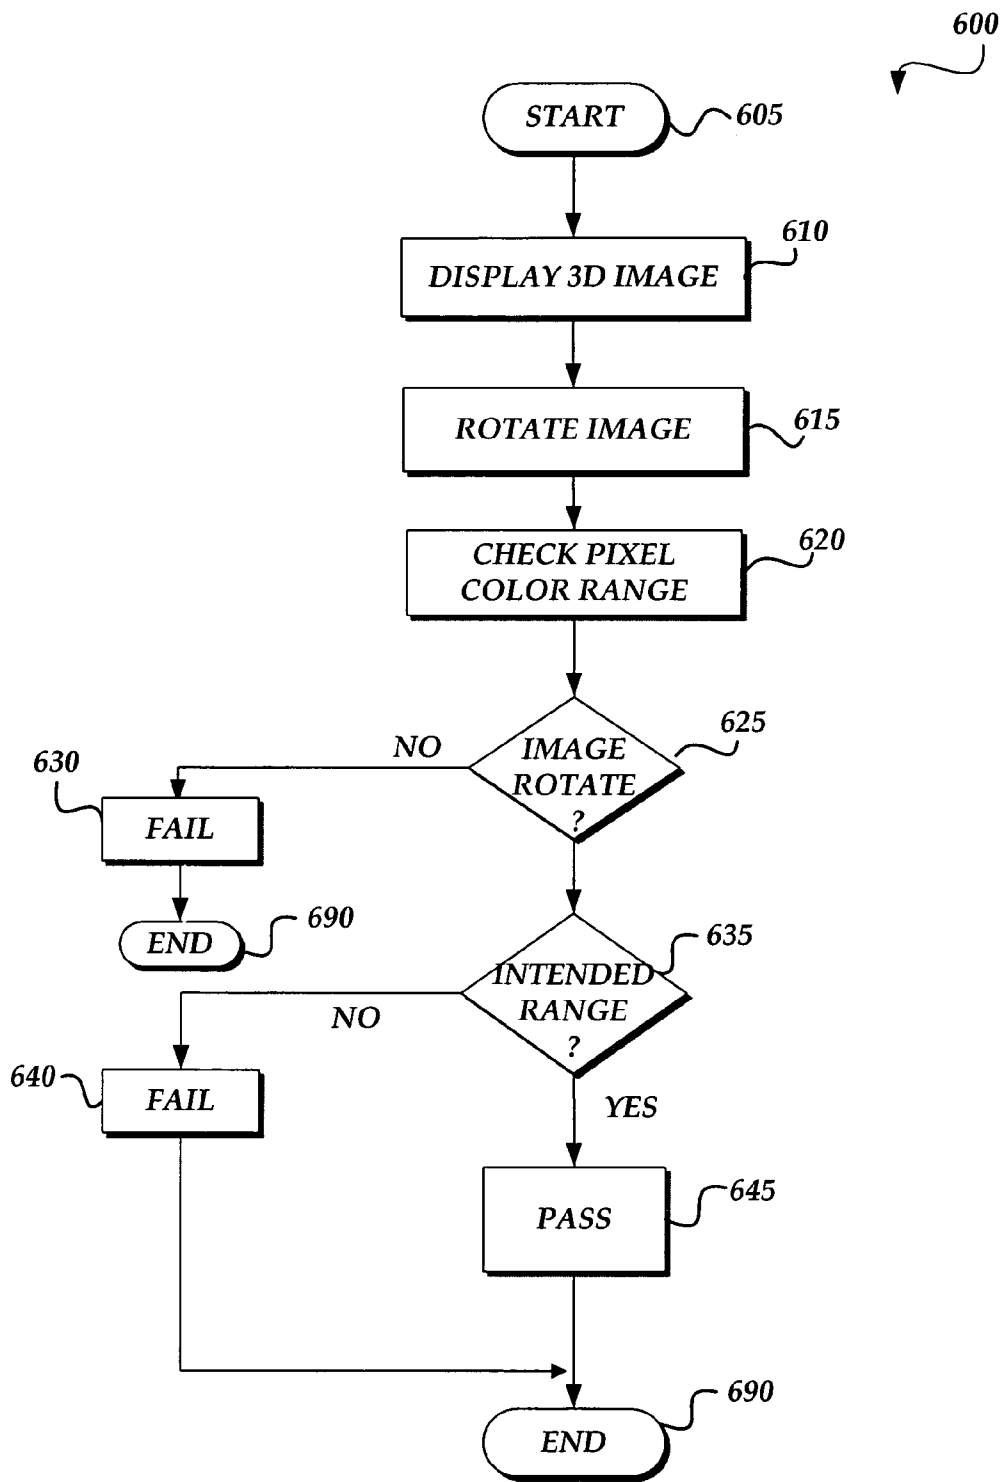 600
START
605
DISPLAY 3D IMAGE
610
ROTATE IMAGE
615
CHECK PIXEL
COLOR RANGE
620
IMAGE
ROTATE
?
625
NO
630
FAIL
END
690
INTENDED
RANGE
?
635
NO
640
FAIL
YES
PASS
645
END
690